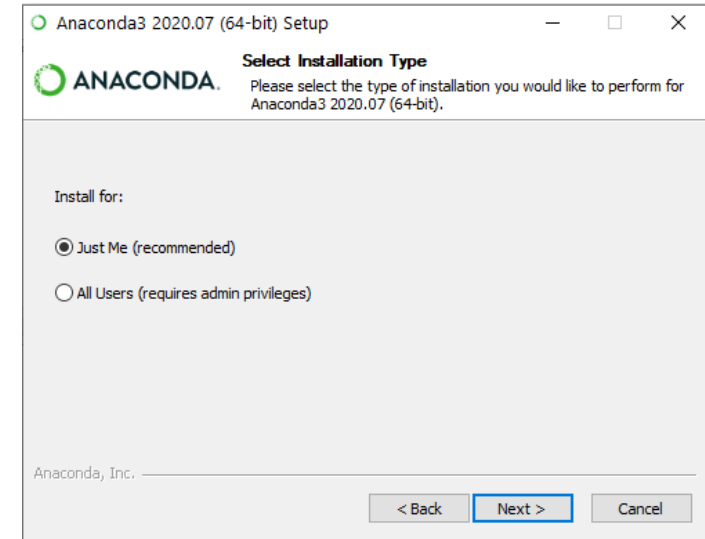 Anaconda3 2020.07 (64-bit) Setup
ANACONDA.
Select Installation Type
Please select the type of installation you would like to perform for
Anaconda3 2020.07 (64-bit).
Install for:
Just Me (recommended)
All Users (requires admin privileges)
Anaconda, Inc.
< Back
Next >
Cancel